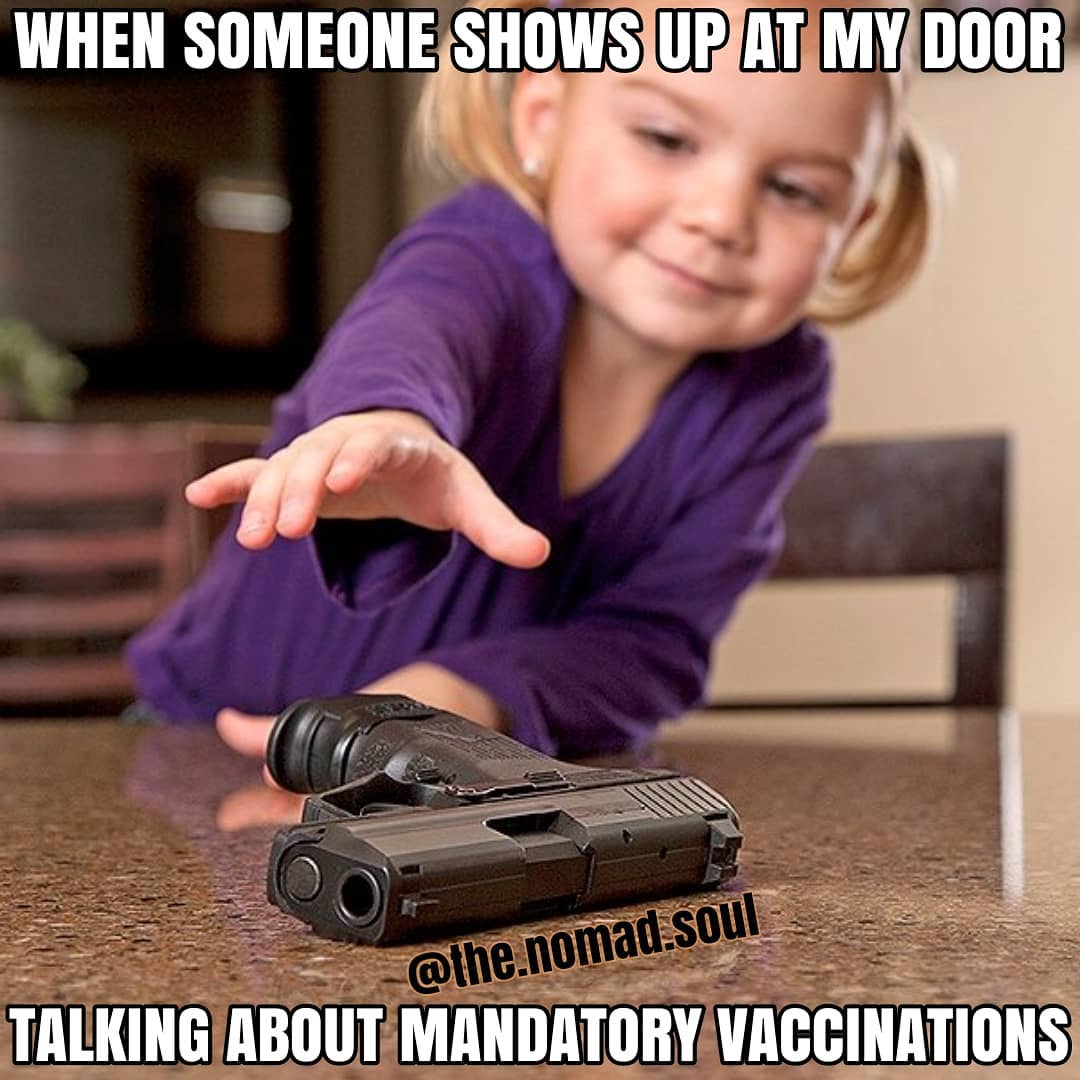 WHEN SOMEONE SHOWS UP AT MY DOOR
@the.nomad.soul
TALKING ABOUT MANDATORY VACCINATIONS